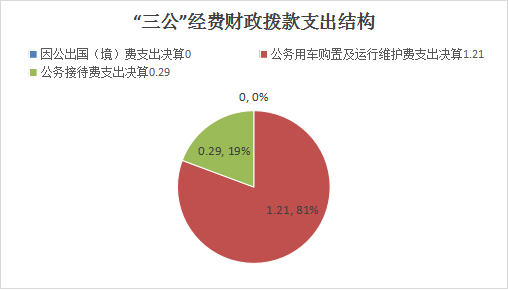 “三公”经费财政拨款支出结构
因公出国（境）费支出决算0
公务用车购置及运行维护费支出决算1.21
公务接待费支出决算0.29
0, 0%
0.29, 19%
1.21, 81%